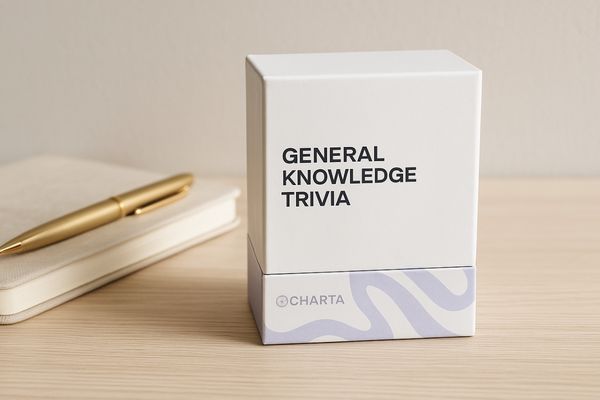 GENERAL
KNOWLEDGE
TRIVIA
CHARTA